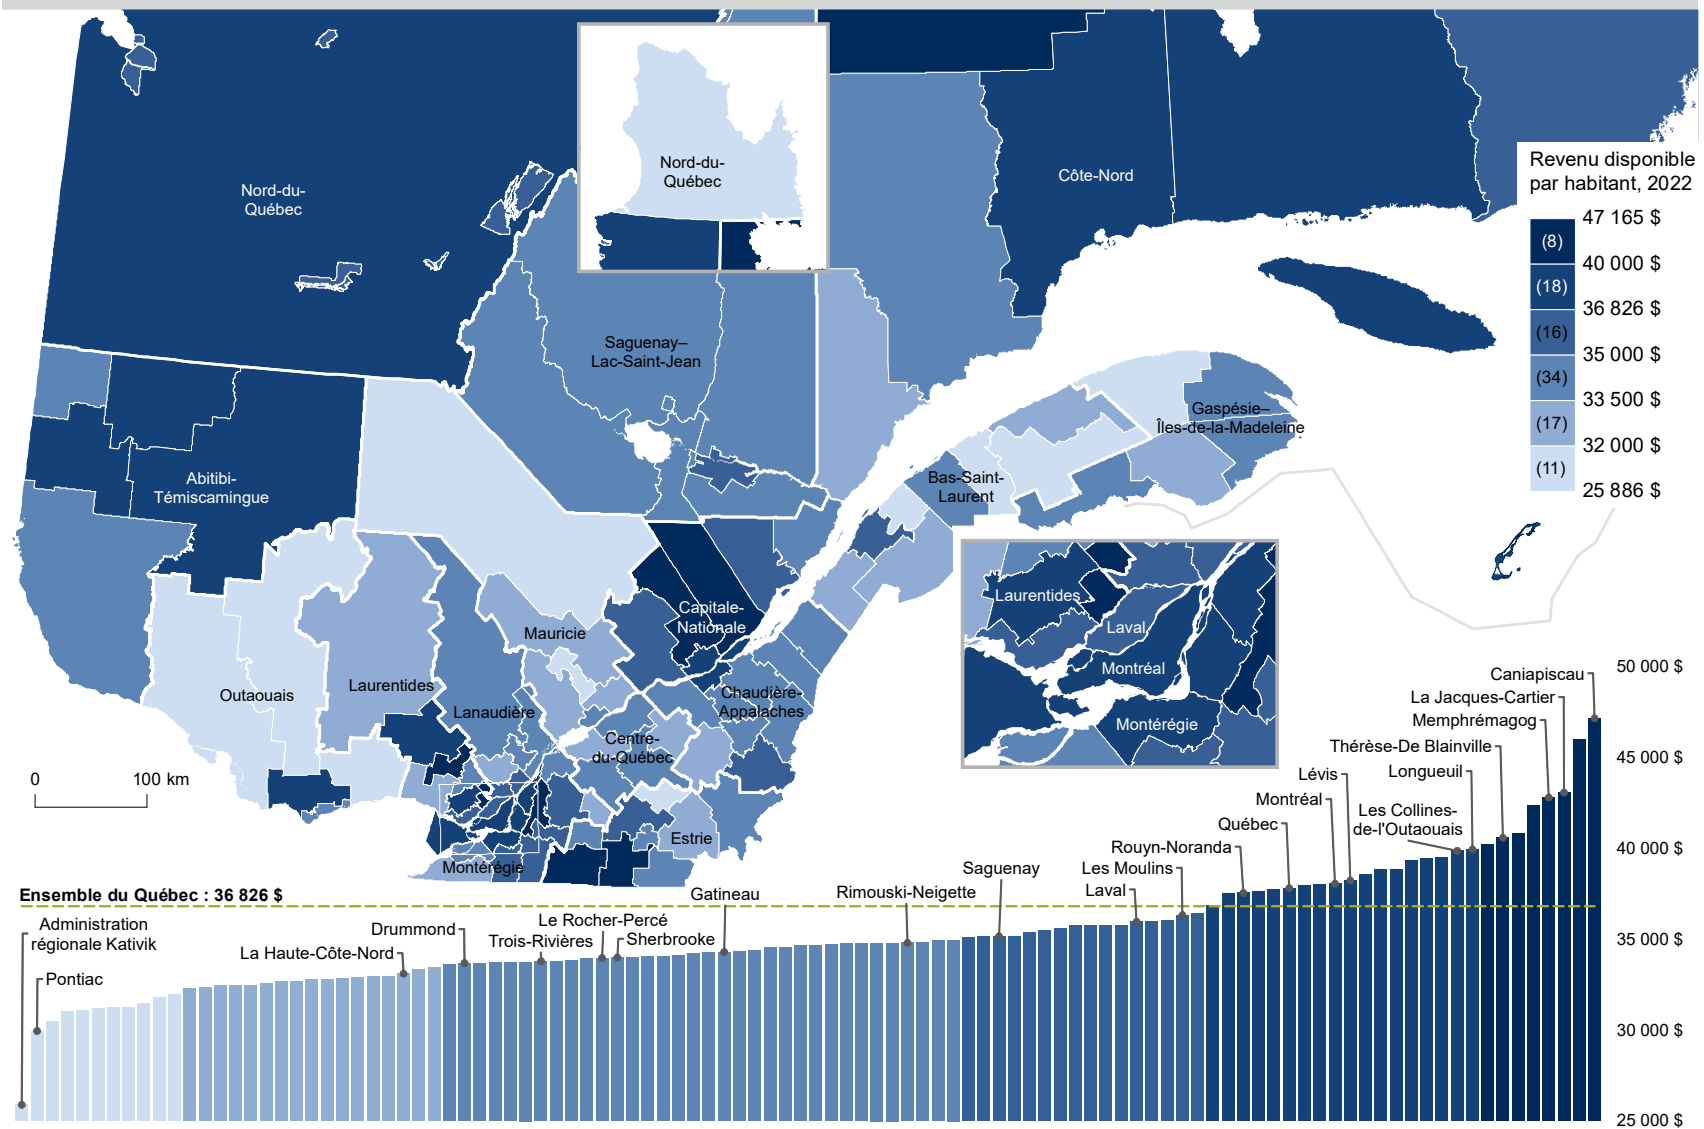 Nord-du-
Québec
Nord-du-
Québec
Côte-Nord
Revenu disponible
par habitant, 2022
47 165 $
(8)
40 000 $
(18)
36 826 $
(16)
35 000 $
(34)
33 500 $
(17)
32 000 $
(11)
25 886 $
Saguenay–
Lac-Saint-Jean
Gaspésie–
Îles-de-la-Madeleine
Abitibi-
Témiscamingue
Bas-Saint-
Laurent
Capitale-
Nationale
Mauricie
Outaouais
Laurentides
Lanaudière
Chaudière-
Appalaches
Centre-
du-Québec
Estrie
Montérégie
Laurentides
Laval
Montréal
Montérégie
0 100 km
Ensemble du Québec : 36 826 $
Administration
régionale Kativik
Pontiac
La Haute-Côte-Nord
Drummond
Trois-Rivières
Le Rocher-Percé
Sherbrooke
Gatineau
Rimouski-Neigette
Saguenay
Laval
Les Moulins
Rouyn-Noranda
Québec
Montréal
Lévis
Les Collines-
de-l'Outaouais
Longueuil
Thérèse-De Blainville
Memphrémagog
La Jacques-Cartier
Caniapiscau
50 000 $
45 000 $
40 000 $
35 000 $
30 000 $
25 000 $